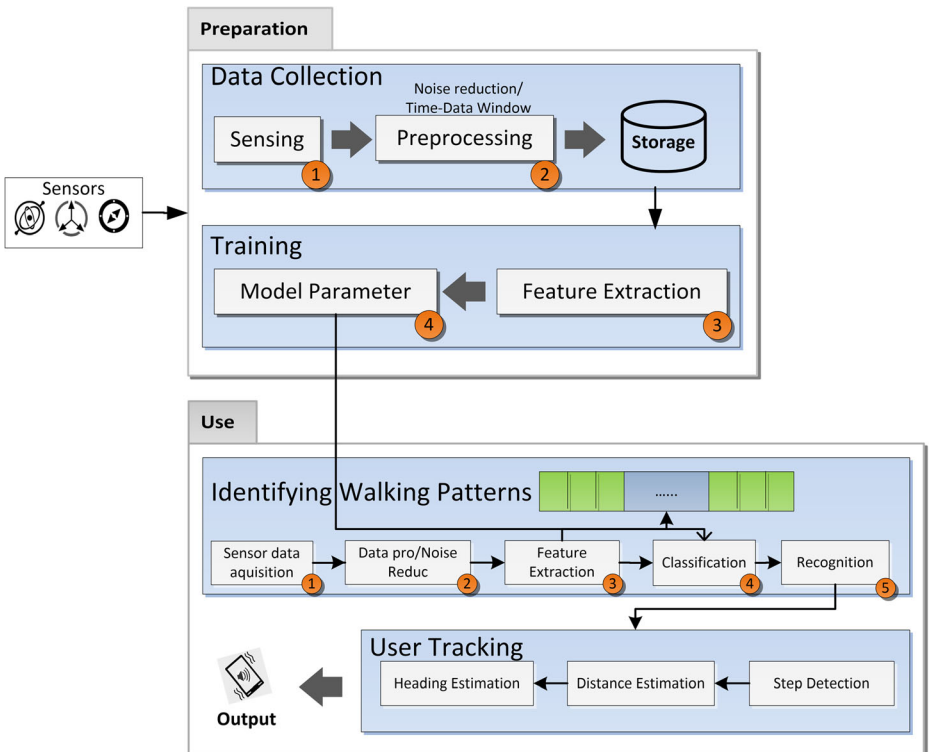 Preparation
Data Collection
Noise reduction/
Time-Data Window
Sensing
Preprocessing
Storage
1
2
Sensors
Training
Model Parameter
Feature Extraction
4
3
Use
Identifying Walking Patterns
......
Sensor data
aquisition
Data pro/Noise
Reduc
Feature
Extraction
Classification
Recognition
1
2
3
4
5
User Tracking
Heading Estimation
Distance Estimation
Step Detection
Output